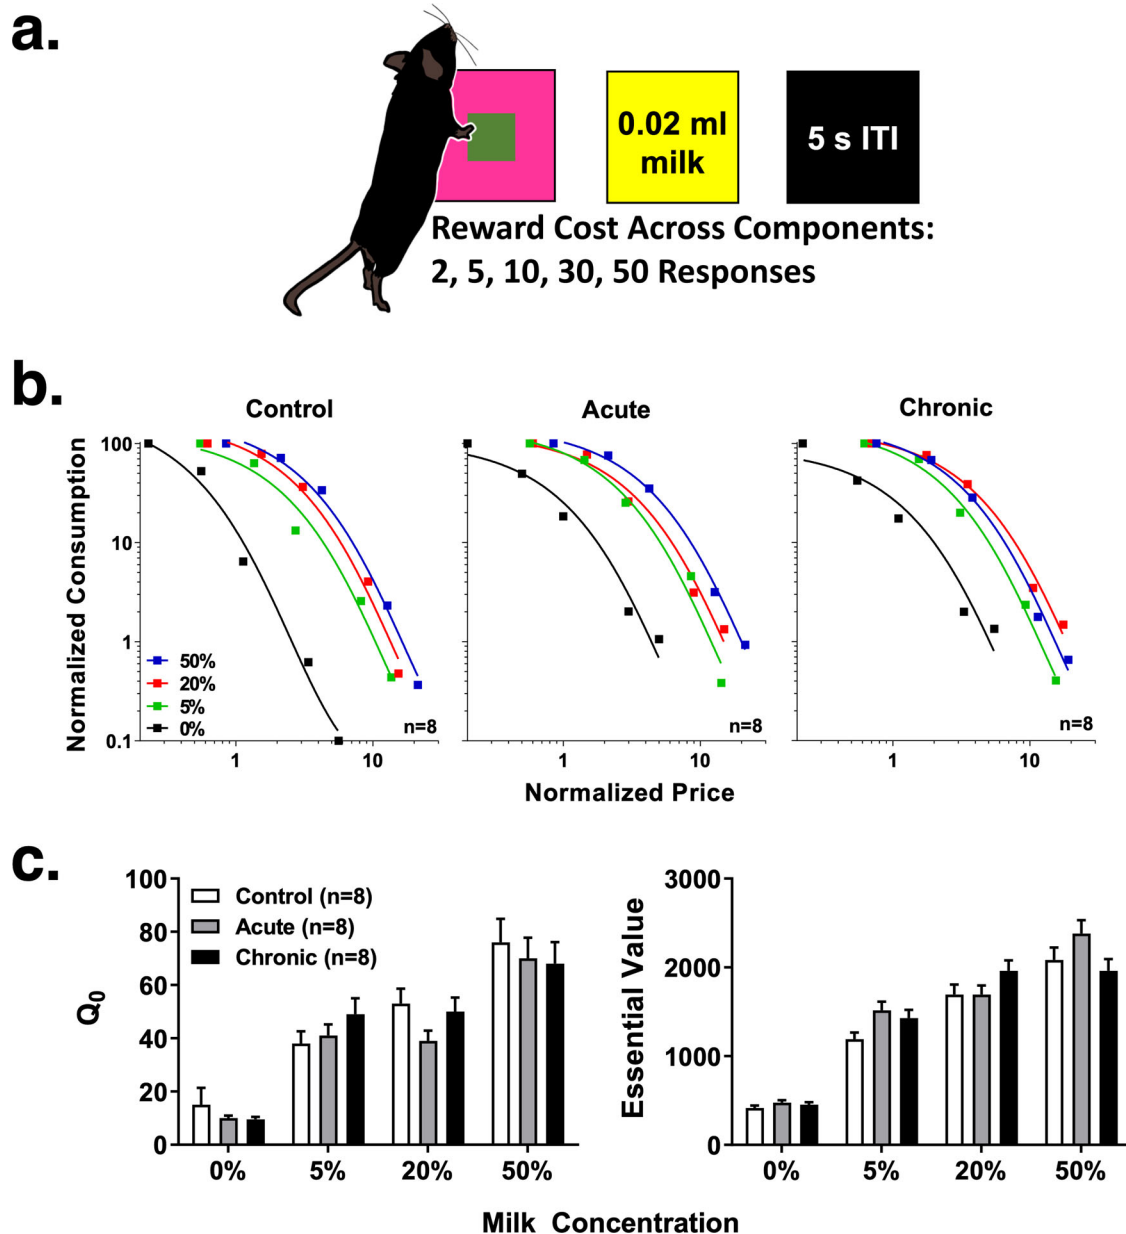 a.
0.02 ml
milk
5 s ITI
Reward Cost Across Components:
2, 5, 10, 30, 50 Responses
b.
Control
Acute
Chronic
Normalized Consumption
100
10
1
0.1
50%
20%
5%
0%
n=8
n=8
n=8
1
10
1
10
1
10
Normalized Price
c.
Q0
100
80
60
40
20
0
Control (n=8)
Acute (n=8)
Chronic (n=8)
0%
5%
20%
50%
Essential Value
3000
2000
1000
0
0%
5%
20%
50%
Milk Concentration